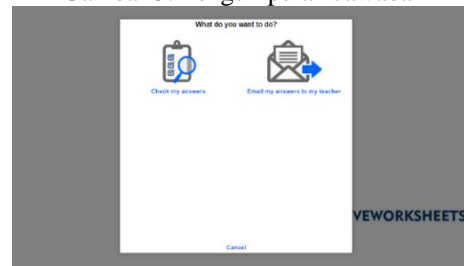 What do you want to do?
Check my answers
Email my answers to my teacher
VEWORKSHEETS
Cancel